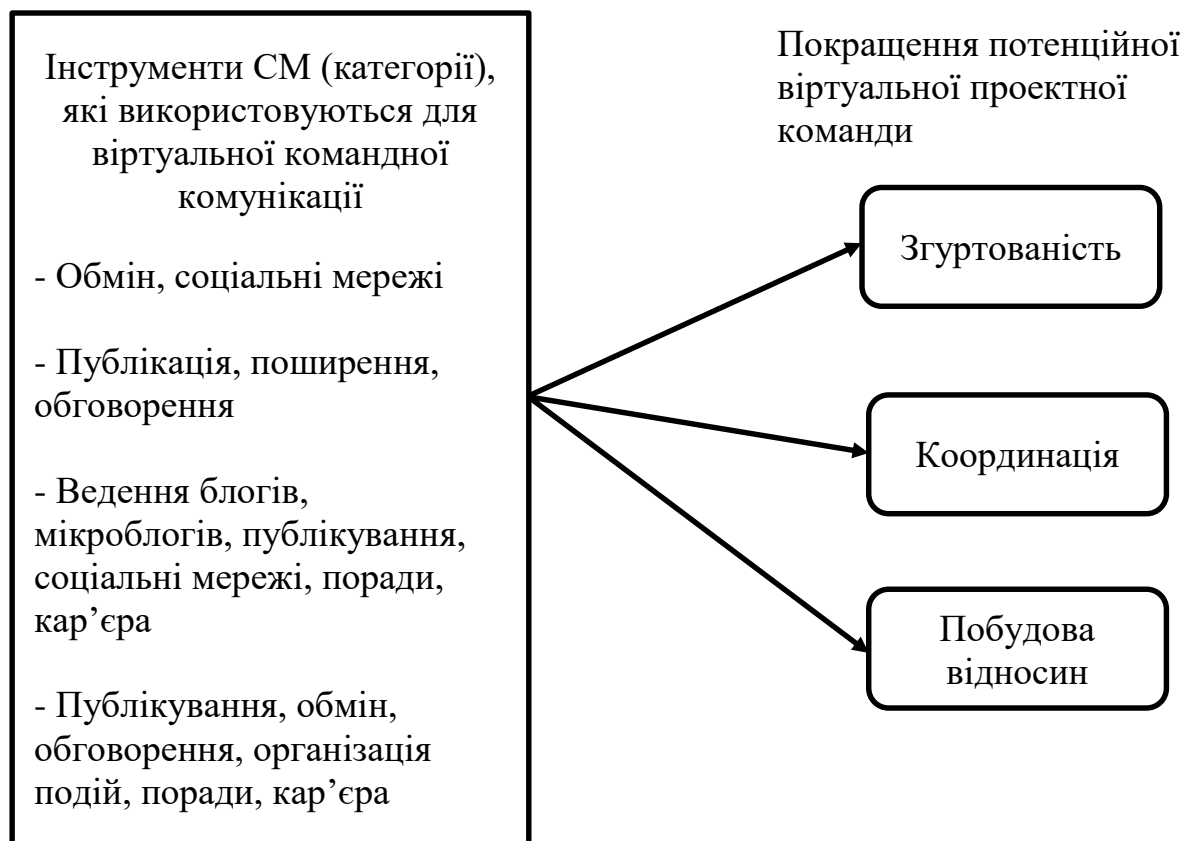 Інструменти СМ (категорії),
які використовуються для
віртуальної командної
комунікації
- Обмін, соціальні мережі
- Публікація, поширення,
обговорення
- Ведення блогів,
мікроблогів, публікування,
соціальні мережі, поради,
кар’єра
- Публікування, обмін,
обговорення, організація
подій, поради, кар’єра
Покращення потенційної
віртуальної проектної
команди
Згуртованість
Координація
Побудова
відносин